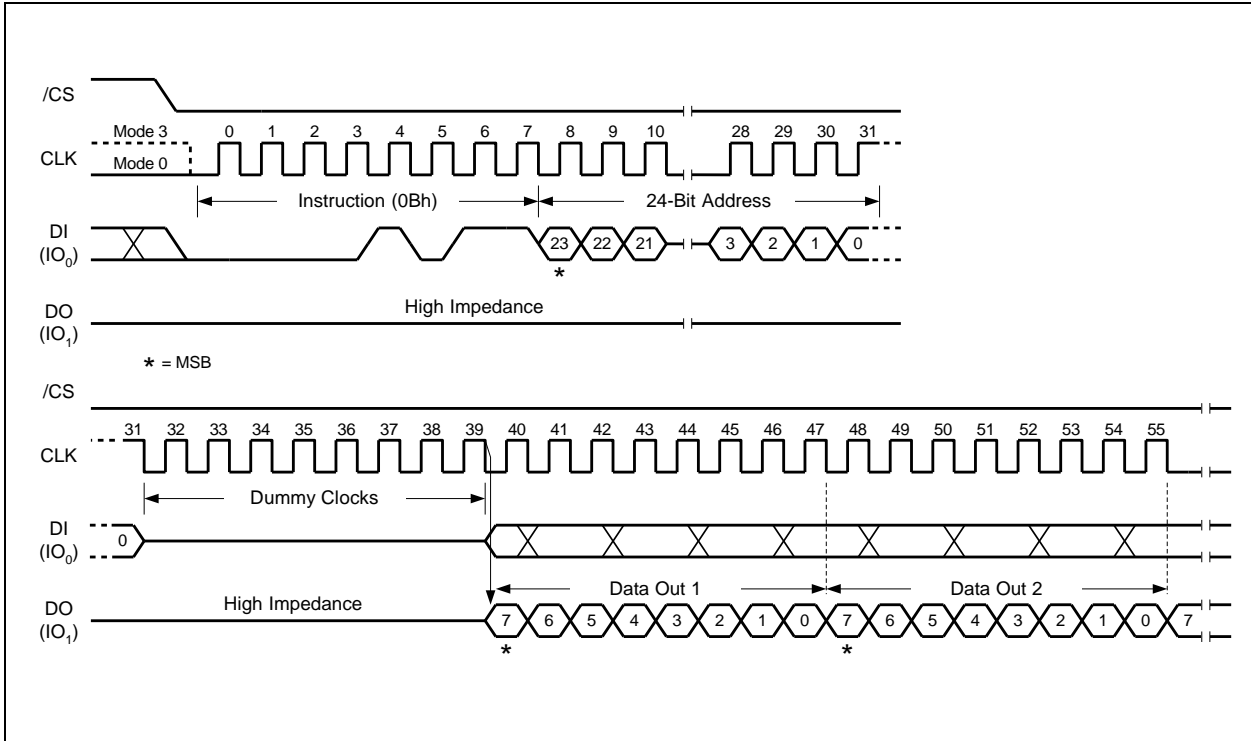 /CS
Mode 3 0 1 2 3 4 5 6 7 8 9 10 28 29 30 31
CLK
Mode 0
Instruction (0Bh) 24-Bit Address
DI
(IO0) 23 22 21 3 2 1 0
*
DO High Impedance
(IO1)
* = MSB
/CS
31 32 33 34 35 36 37 38 39 40 41 42 43 44 45 46 47 48 49 50 51 52 53 54 55
CLK
Dummy Clocks
DI
(IO0) 0
Data Out 1 Data Out 2
DO High Impedance
(IO1) 7 6 5 4 3 2 1 0 7 6 5 4 3 2 1 0 7
* *